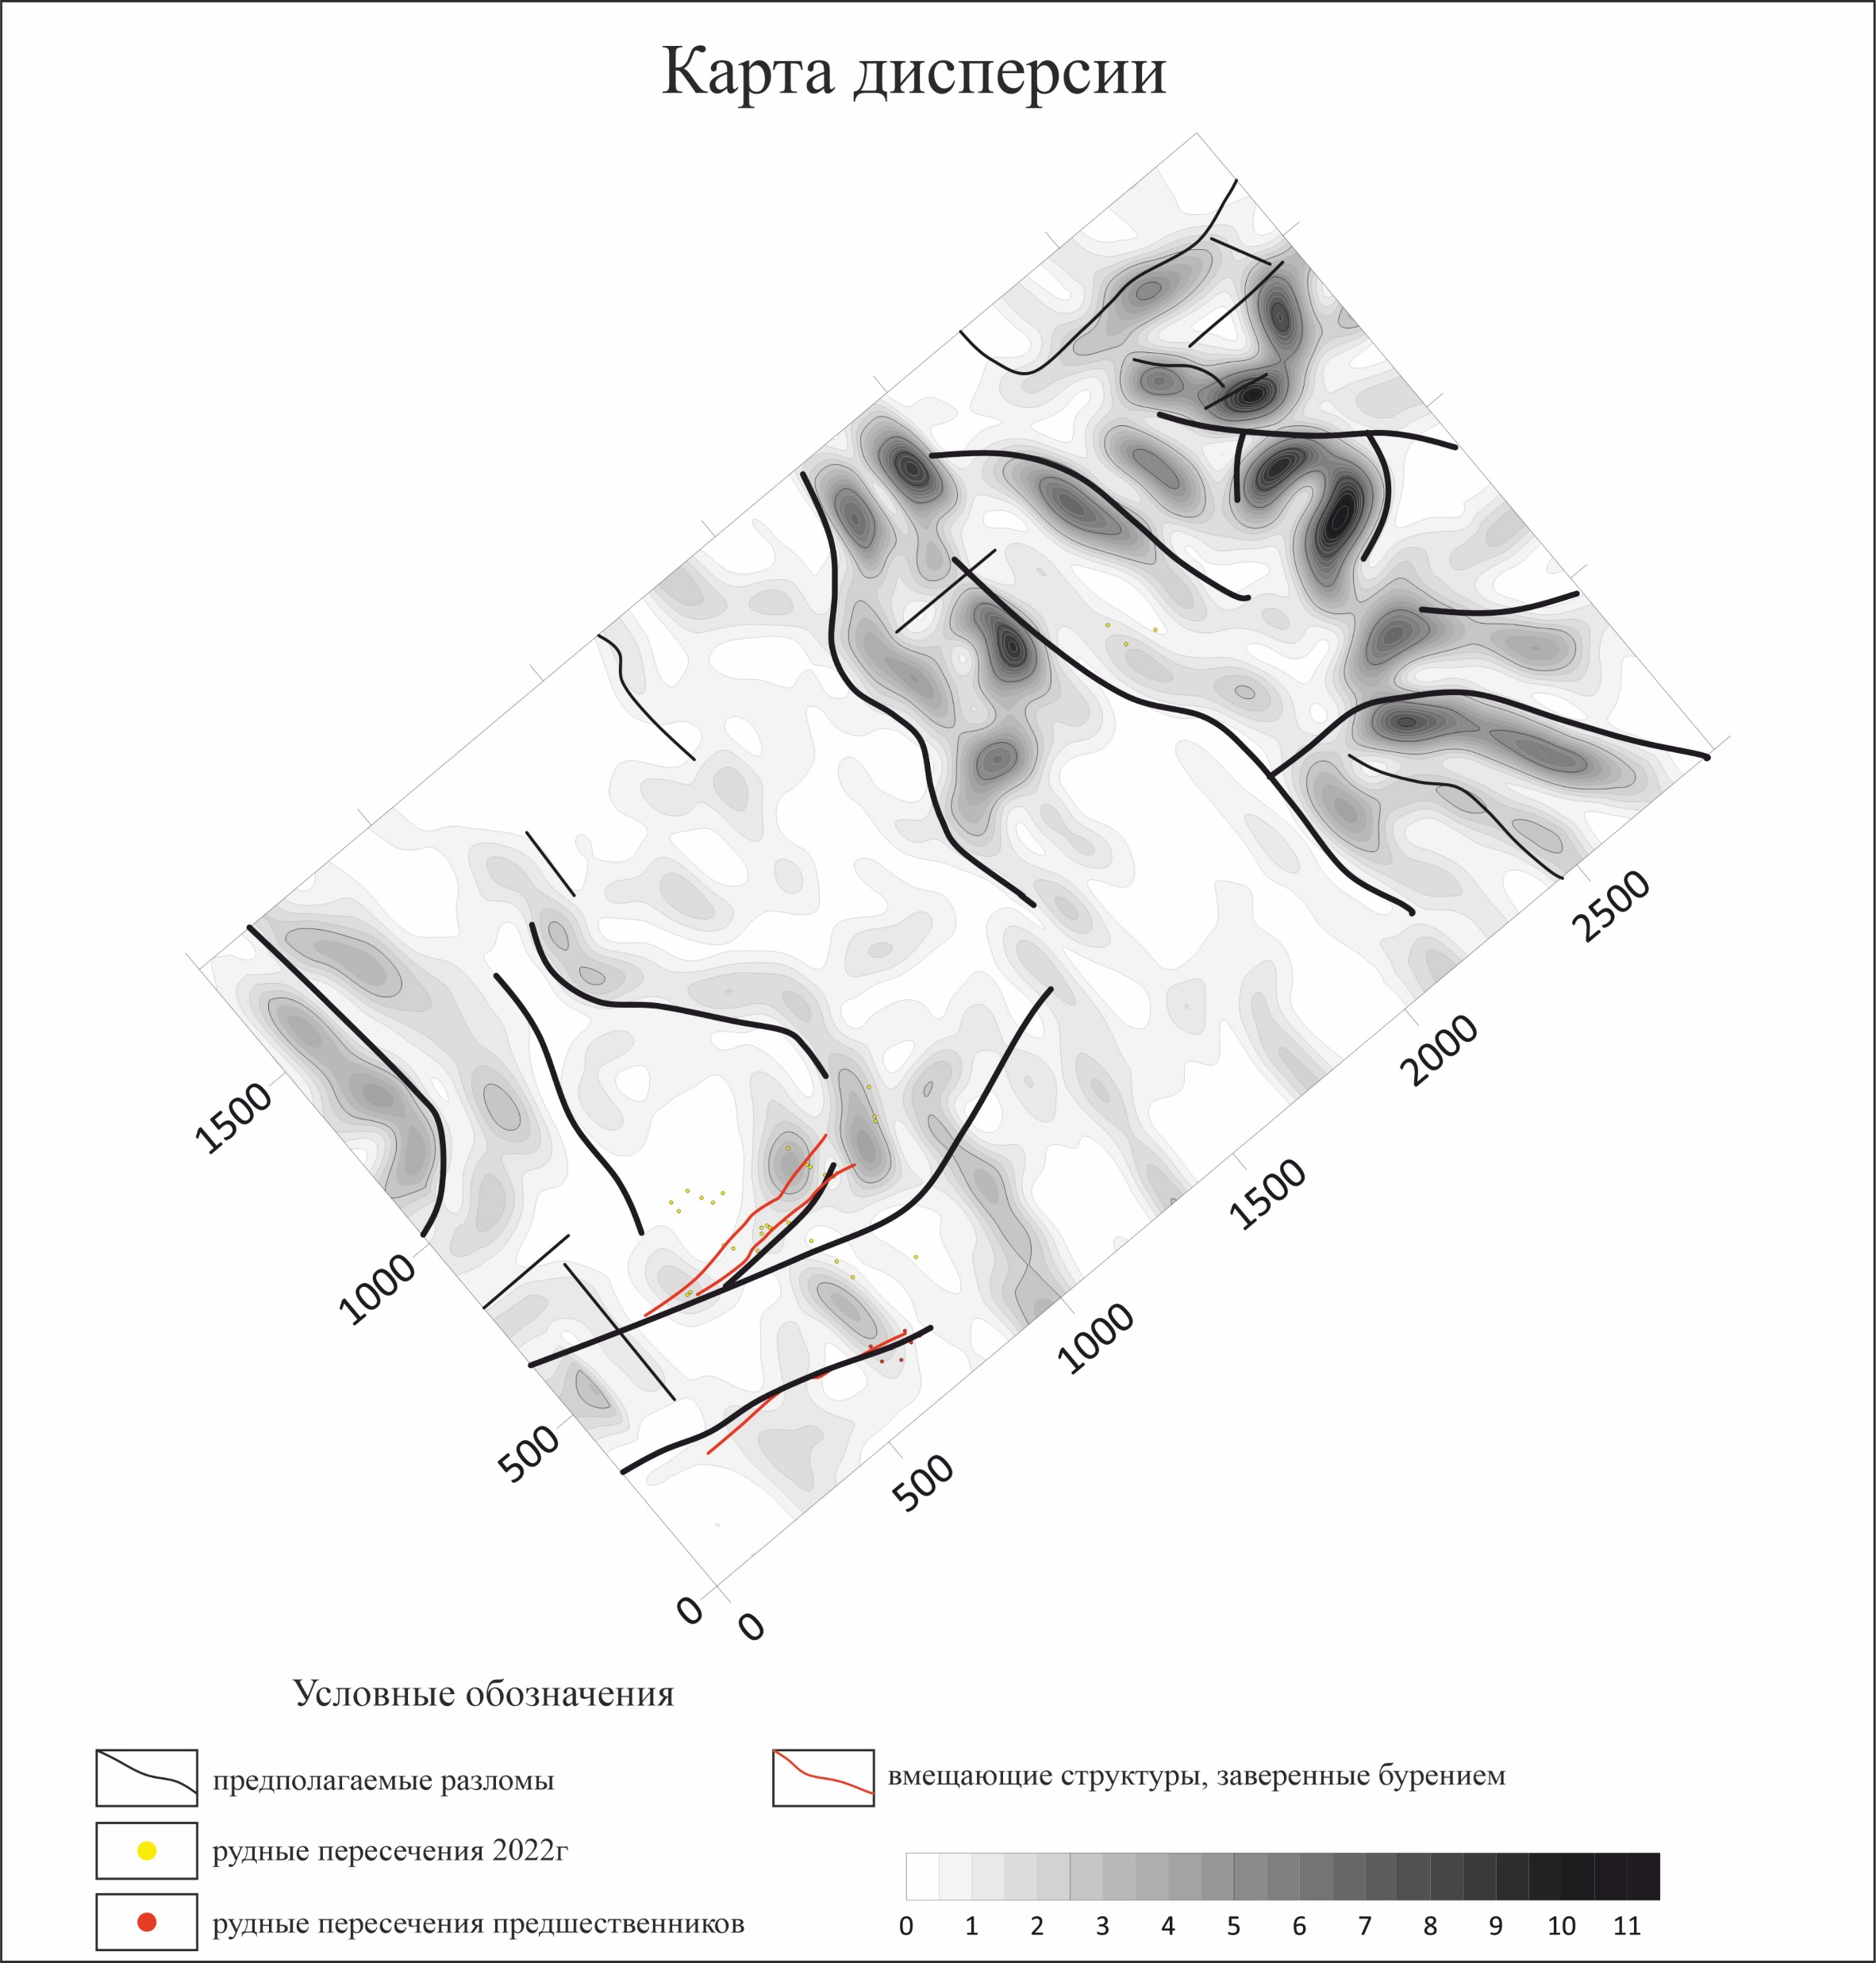 Карта дисперсии
2500
2000
1500
1500
1000
1000
500
500
0
0
Условные обозначения
предполагаемые разломы
вмещающие структуры, заверенные бурением
рудные пересечения 2022г
рудные пересечения предшественников
0 1 2 3 4 5 6 7 8 9 10 11